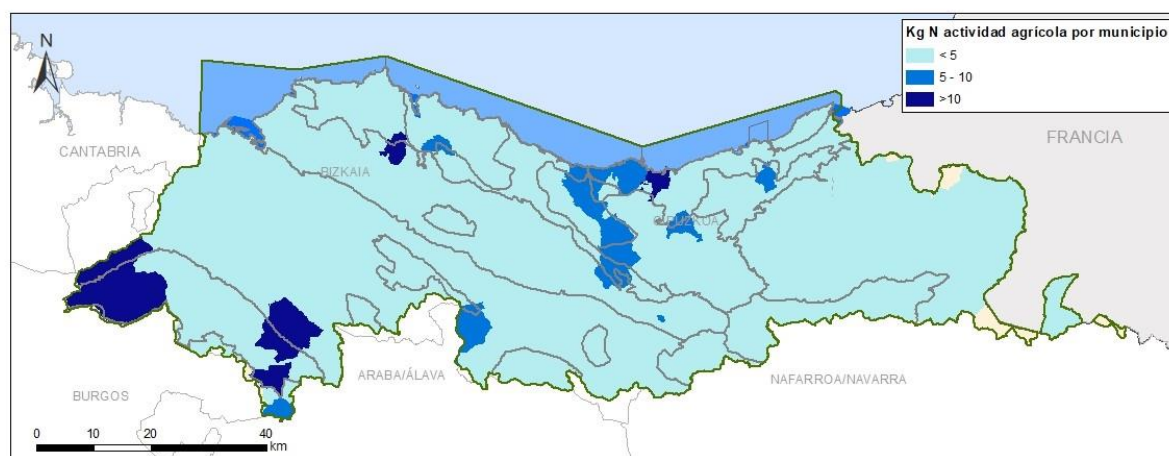 N
Kg N actividad agrícola por municipio
< 5
5 - 10
>10
FRANCIA
CANTABRIA
BIZKAIA
GIPUZKOA
BURGOS
ARABA/ÁLAVA
NAFARROA/NAVARRA
0 10 20 40
km